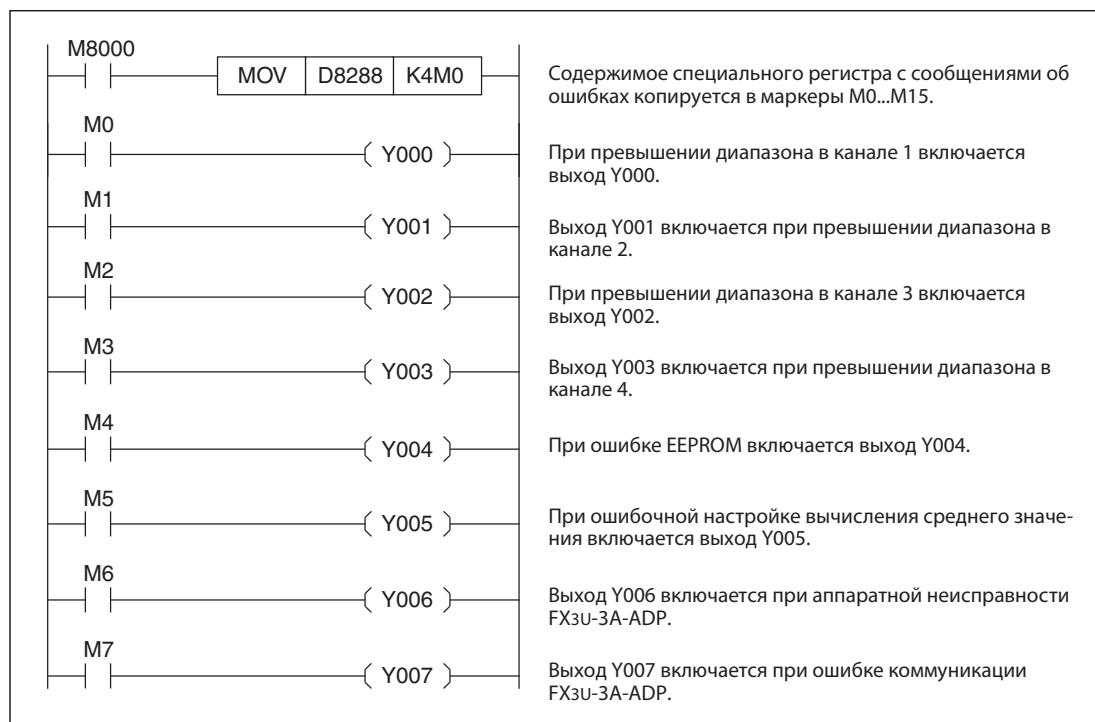 M8000
MOV D8288 K4M0
Содержимое специального регистра с сообщениями об
ошибках копируется в маркеры M0...M15.
M0
Y000
При превышении диапазона в канале 1 включается
выход Y000.
M1
Y001
Выход Y001 включается при превышении диапазона в
канале 2.
M2
Y002
При превышении диапазона в канале 3 включается
выход Y002.
M3
Y003
Выход Y003 включается при превышении диапазона в
канале 4.
M4
Y004
При ошибке EEPROM включается выход Y004.
M5
Y005
При ошибочной настройке вычисления среднего значе-
ния включается выход Y005.
M6
Y006
Выход Y006 включается при аппаратной неисправности
FX3U-3A-ADP.
M7
Y007
Выход Y007 включается при ошибке коммуникации
FX3U-3A-ADP.